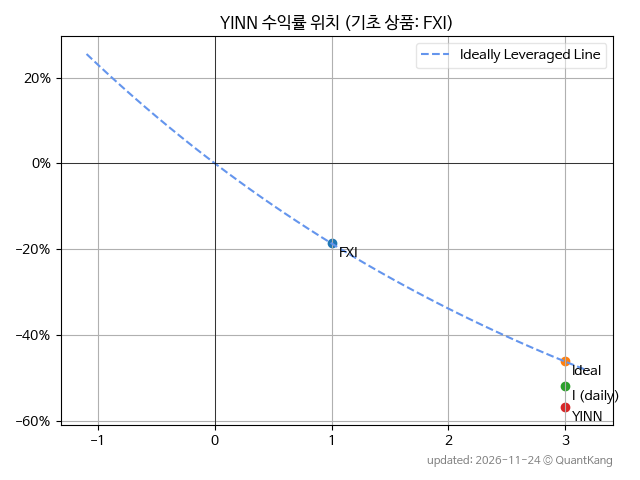 YINN 수익률 위치 (기초 상품: FXI)
Ideally Leveraged Line
20%
0%
−20%
−40%
−60%
FXI
Ideal
I (daily)
YINN
−1
0
1
2
3
updated: 2026-11-24 © QuantKang